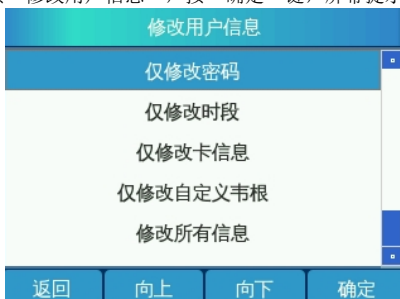 修改用户信息
仅修改密码
仅修改时段
仅修改卡信息
仅修改自定义韦根
修改所有信息
返回 向上 向下 确定